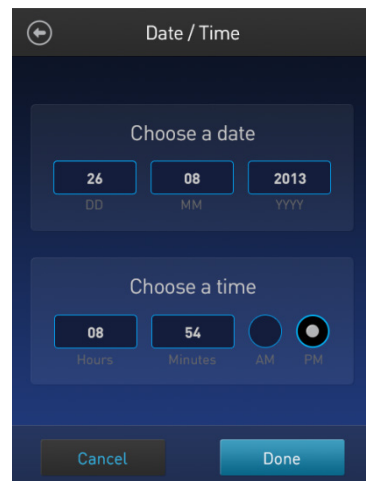 Date / Time
Choose a date
26 08 2013
DD MM YYYY
Choose a time
08 54
Hours Minutes AM PM
Cancel Done